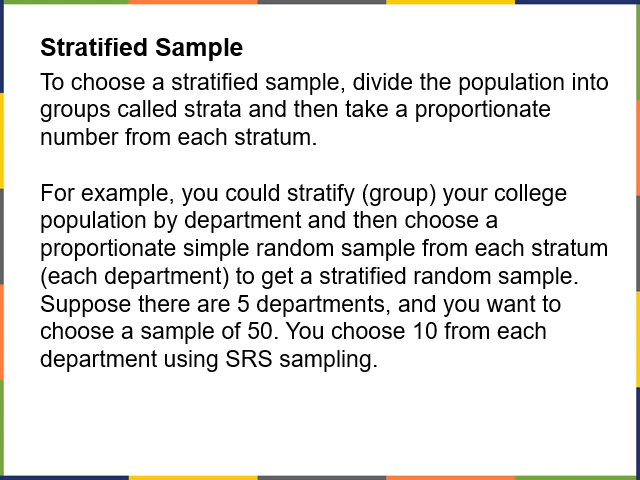 Stratified Sample
To choose a stratified sample, divide the population into
groups called strata and then take a proportionate
number from each stratum.
For example, you could stratify (group) your college
population by department and then choose a
proportionate simple random sample from each stratum
(each department) to get a stratified random sample.
Suppose there are 5 departments, and you want to
choose a sample of 50. You choose 10 from each
department using SRS sampling.